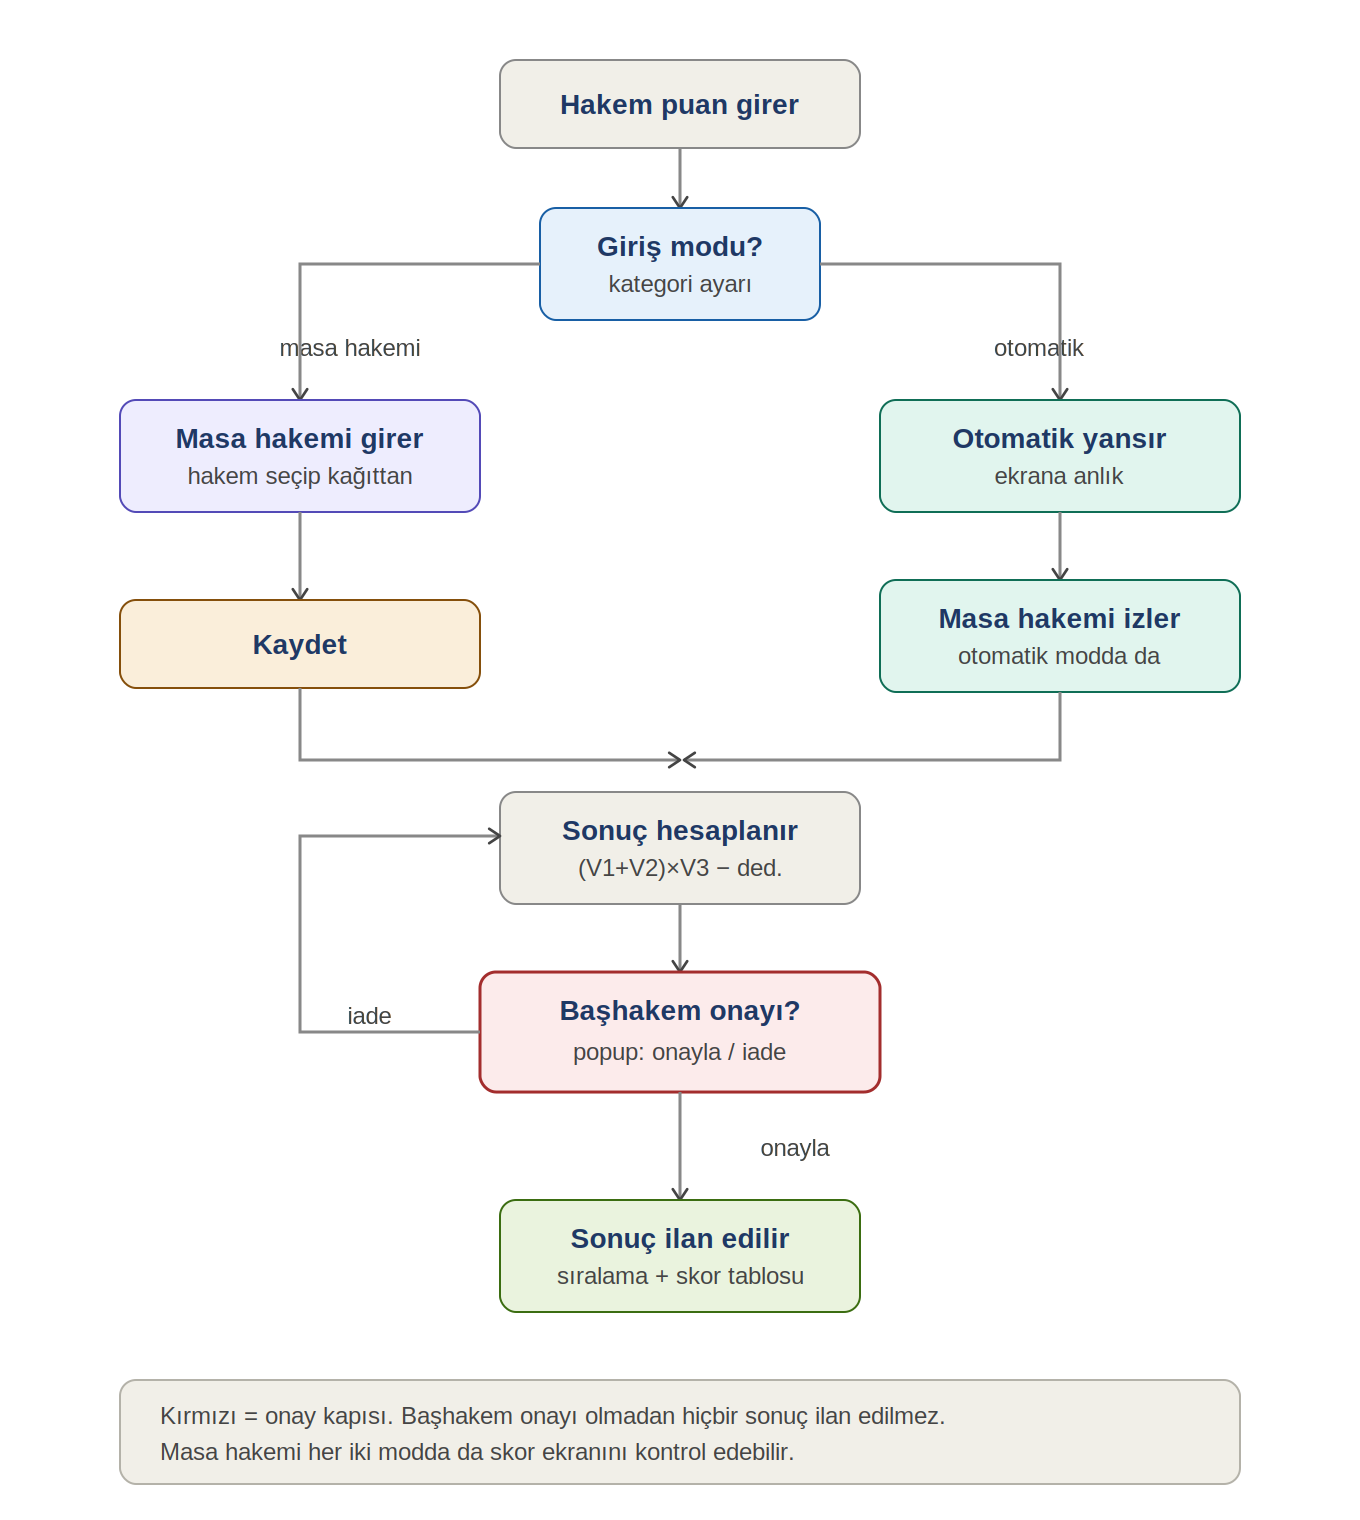 Hakem puan girer
Giriş modu?
kategori ayarı
masa hakemi
otomatik
Masa hakemi girer
hakem seçip kağıttan
Otomatik yansır
ekrana anlık
Kaydet
Masa hakemi izler
otomatik modda da
Sonuç hesaplanır
(V1+V2)×V3 − ded.
Başhakem onayı?
popup: onayla / iade
iade
onayla
Sonuç ilan edilir
sıralama + skor tablosu
Kırmızı = onay kapısı. Başhakem onayı olmadan hiçbir sonuç ilan edilmez.
Masa hakemi her iki modda da skor ekranını kontrol edebilir.